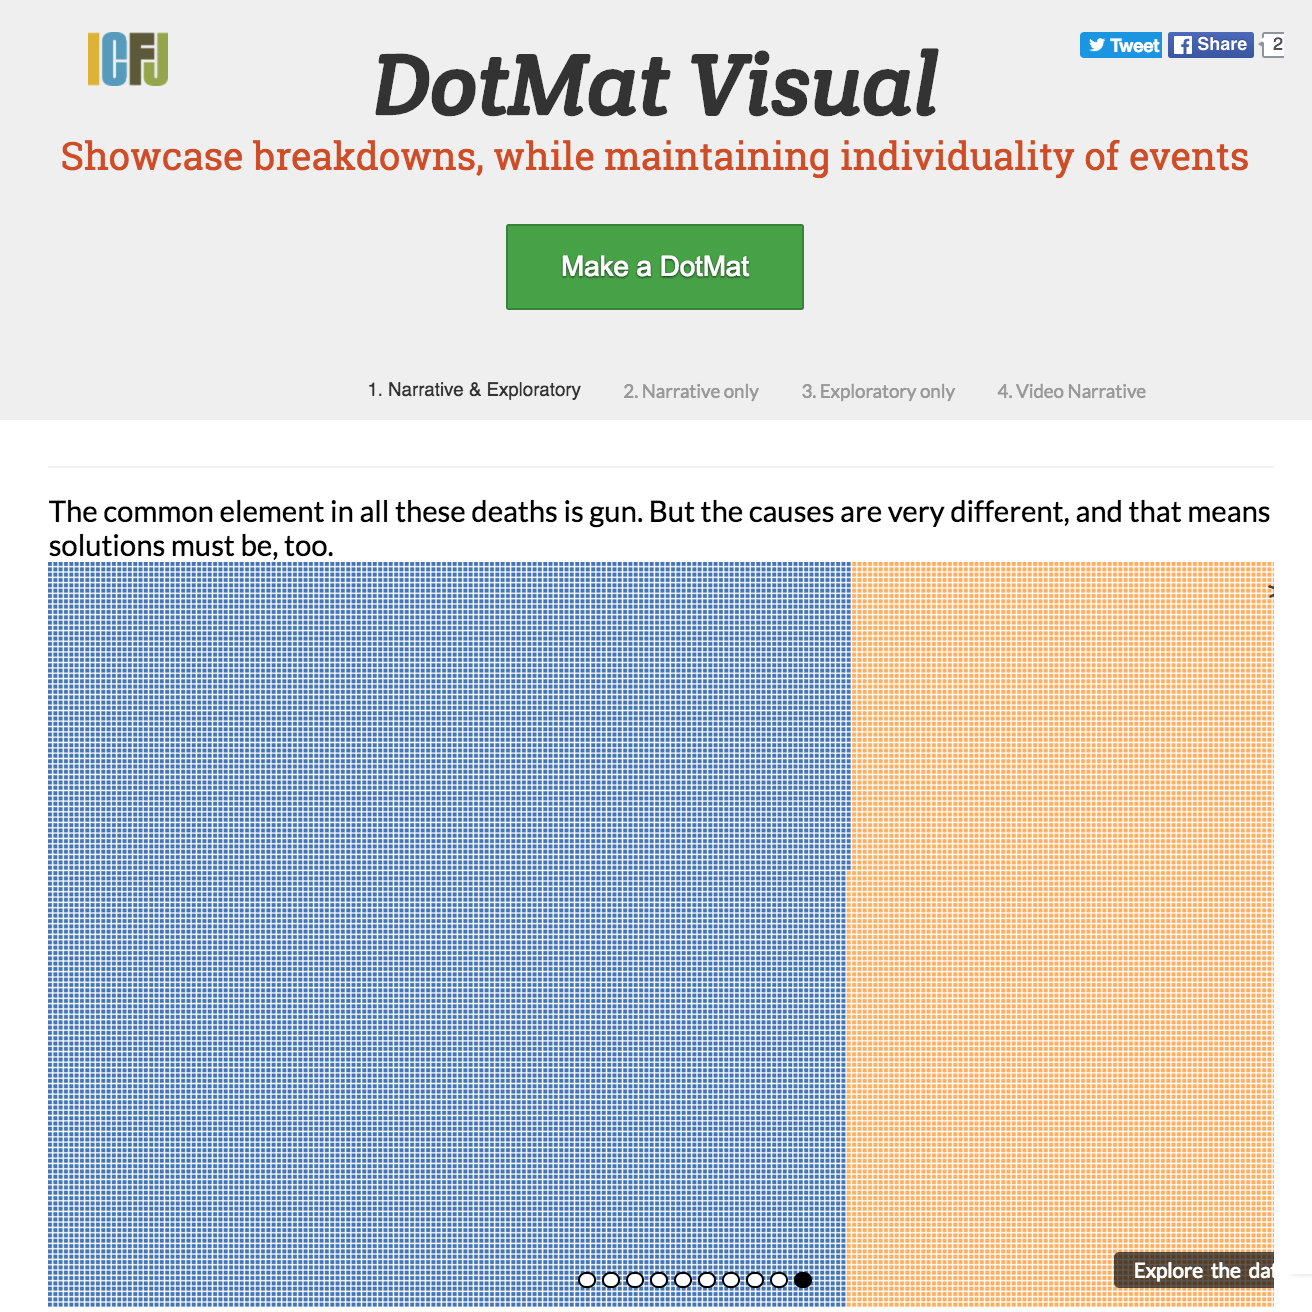 ICFJ
Tweet
Share
2
DotMat Visual
Showcase breakdowns, while maintaining individuality of events
Make a DotMat
1. Narrative & Exploratory
2. Narrative only
3. Exploratory only
4. Video Narrative
The common element in all these deaths is gun. But the causes are very different, and that means
solutions must be, too.
>
Explore the dat